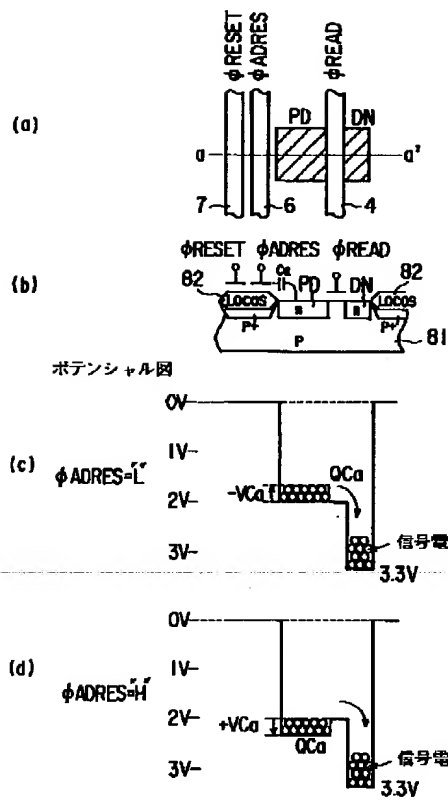 φRESET
φADRES
φREAD
(a)
PD
DN
a
a'
7
6
4
φRESET φADRES φREAD
(b)
82
Ca
PD
DN
82
LOCOS
LOCOS
n
n
P+
P+
P
81
ポテンシャル図
0V
1V
(c)
φADRES="L"
QCa
-VCa
2V
信号電
3V
3.3V
0V
(d)
φADRES="H"
1V
2V
+VCa
QCa
信号電
3V
3.3V